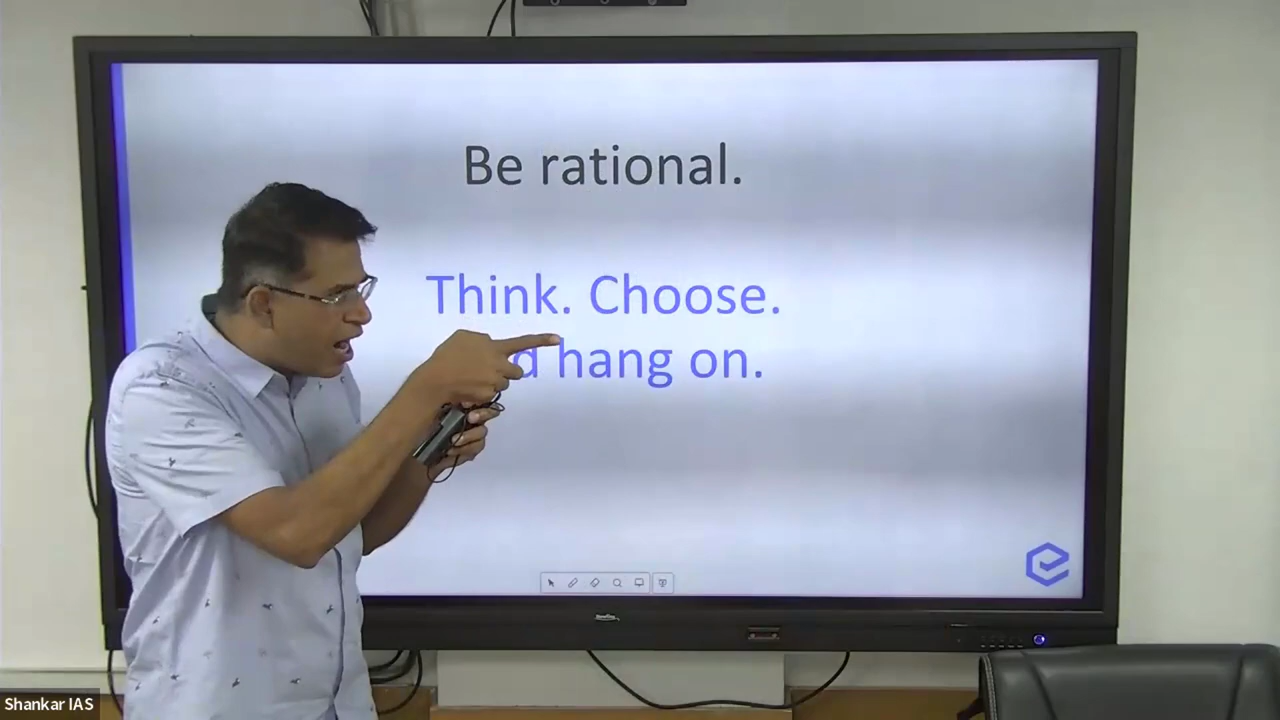 Be rational.
Think. Choose.
hang on.
Shankar IAS